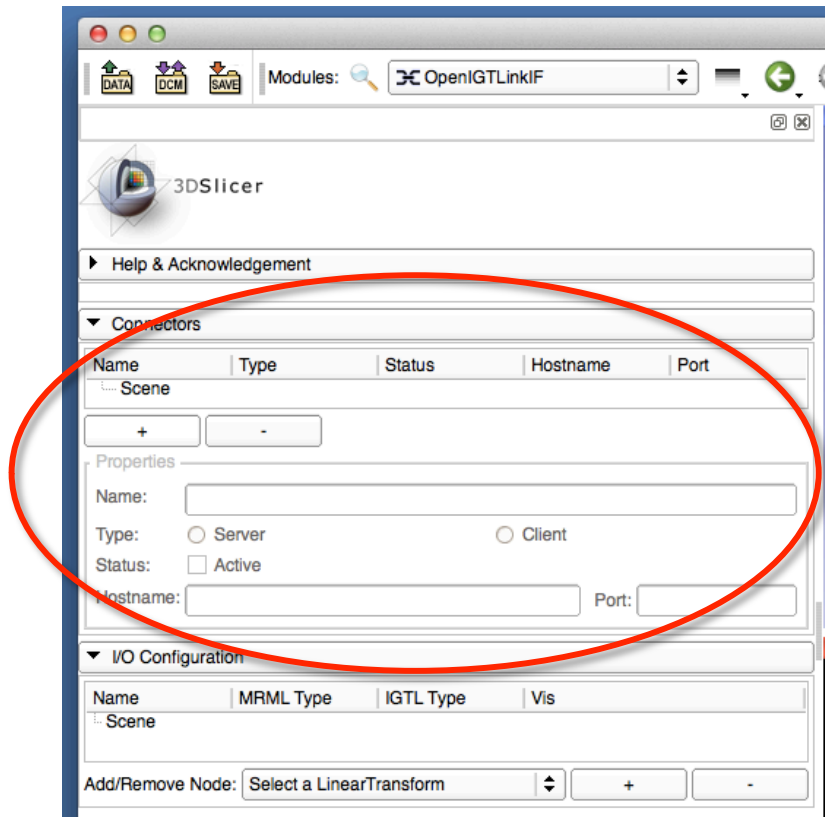 DATA DCM SAVE Modules: OpenIGTLinkIF
3DSlicer
Help & Acknowledgement
Connectors
Name Type Status Hostname Port
Scene
+ -
Properties
Name:
Type: Server Client
Status: Active
Hostname: Port:
I/O Configuration
Name MRML Type IGTL Type Vis
Scene
Add/Remove Node: Select a LinearTransform + -